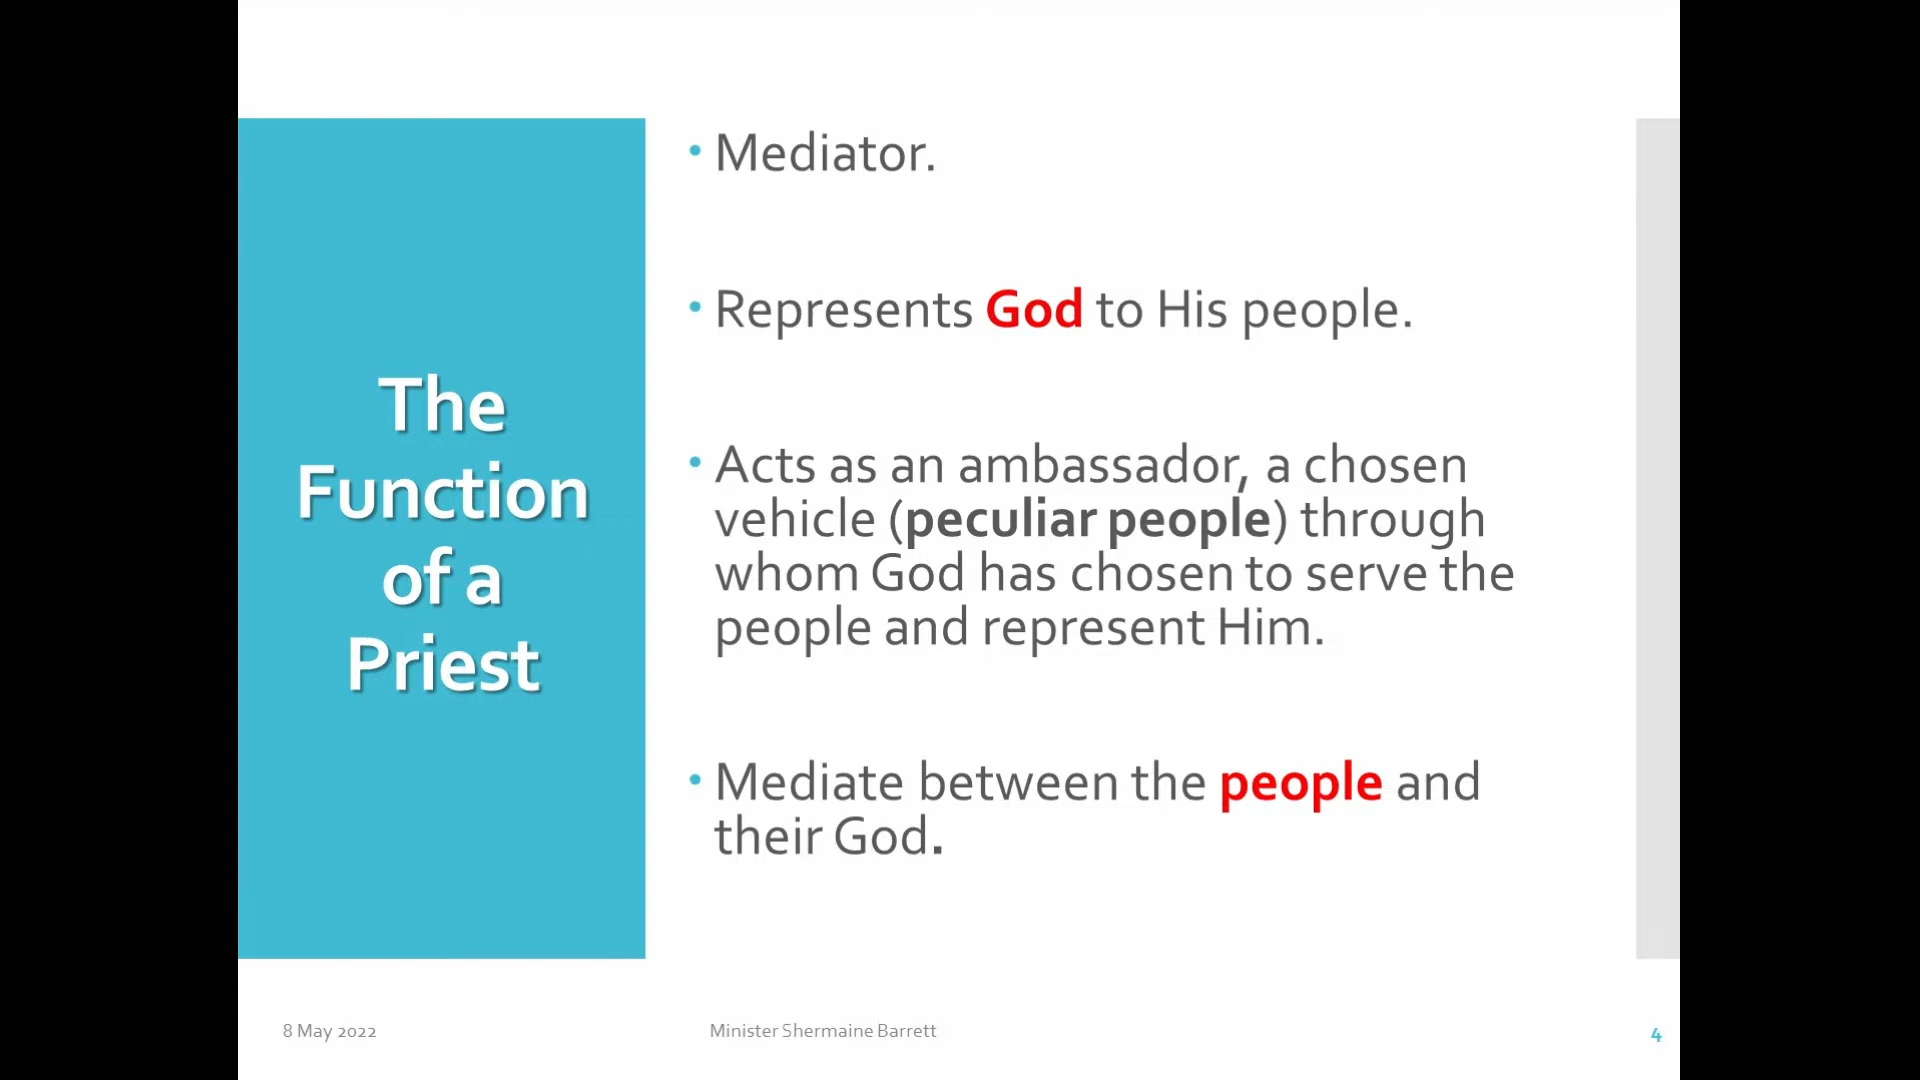 The
Function
of a
Priest
• Mediator.
• Represents God to His people.
• Acts as an ambassador, a chosen
vehicle (peculiar people) through
whom God has chosen to serve the
people and represent Him.
• Mediate between the people and
their God.
8 May 2022
Minister Shermaine Barrett
4